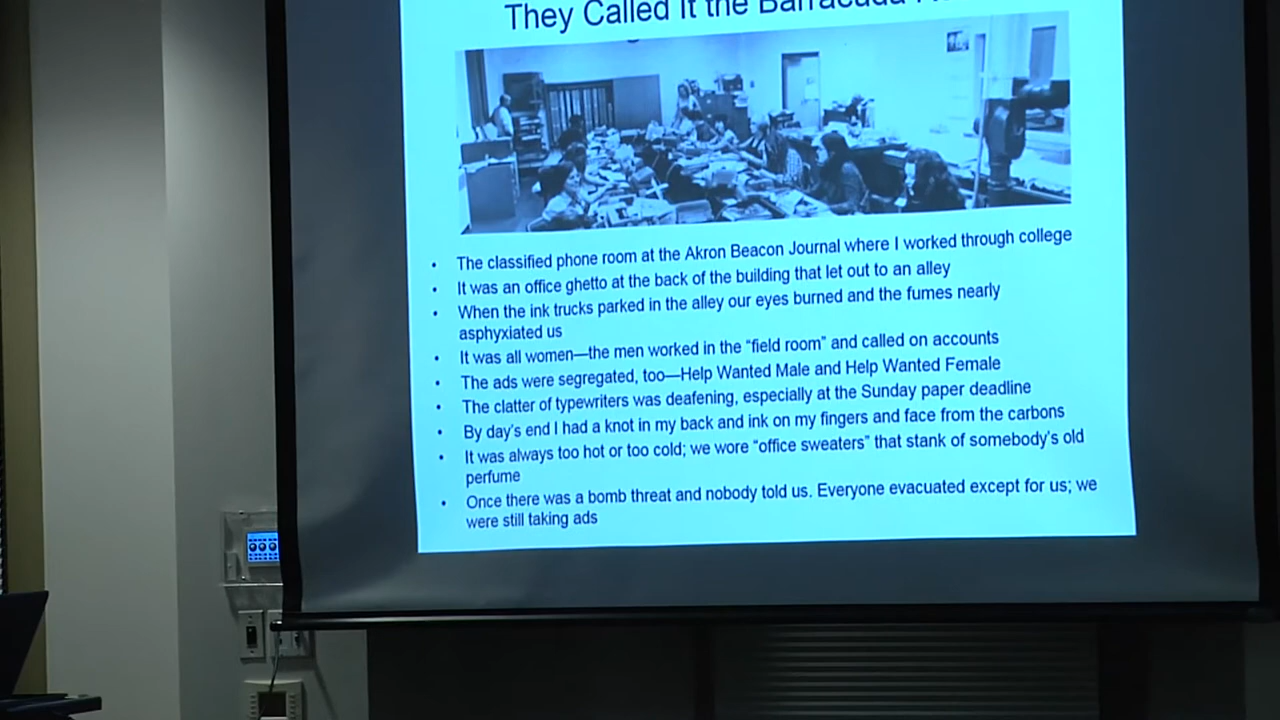 They Called It the Barracuda
• The classified phone room at the Akron Beacon Journal where I worked through college
• It was an office ghetto at the back of the building that let out to an alley
• When the ink trucks parked in the alley our eyes burned and the fumes nearly
asphyxiated us
• It was all women—the men worked in the “field room” and called on accounts
• The ads were segregated, too—Help Wanted Male and Help Wanted Female
• The clatter of typewriters was deafening, especially at the Sunday paper deadline
• By day's end I had a knot in my back and ink on my fingers and face from the carbons
• It was always too hot or too cold; we wore “office sweaters” that stank of somebody's old
perfume
• Once there was a bomb threat and nobody told us. Everyone evacuated except for us; we
were still taking ads